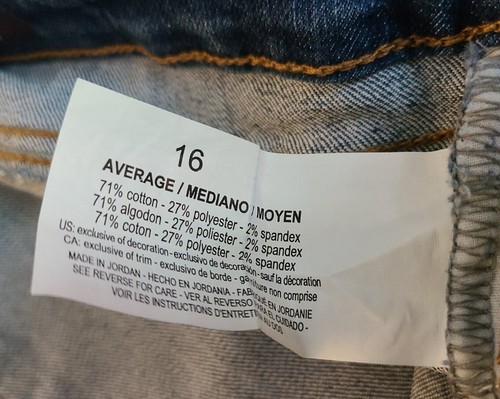 16
AVERAGE / MEDIANO / MOYEN
71% cotton - 27% polyester - 2% spandex
71% algodon - 27% poliester - 2% spandex
71% coton - 27% polyester - 2% spandex
US: exclusive of decoration - exclusivo de decoración - sauf la décoration
CA: exclusive of trim - exclusivo de borde - garniture non comprise
MADE IN JORDAN - HECHO EN JORDANIA - FABRIQUÉ EN JORDANIE
SEE REVERSE FOR CARE - VER AL REVERSO PARA EL CUIDADO -
VOIR LES INSTRUCTIONS D'ENTRETIEN AU DOS